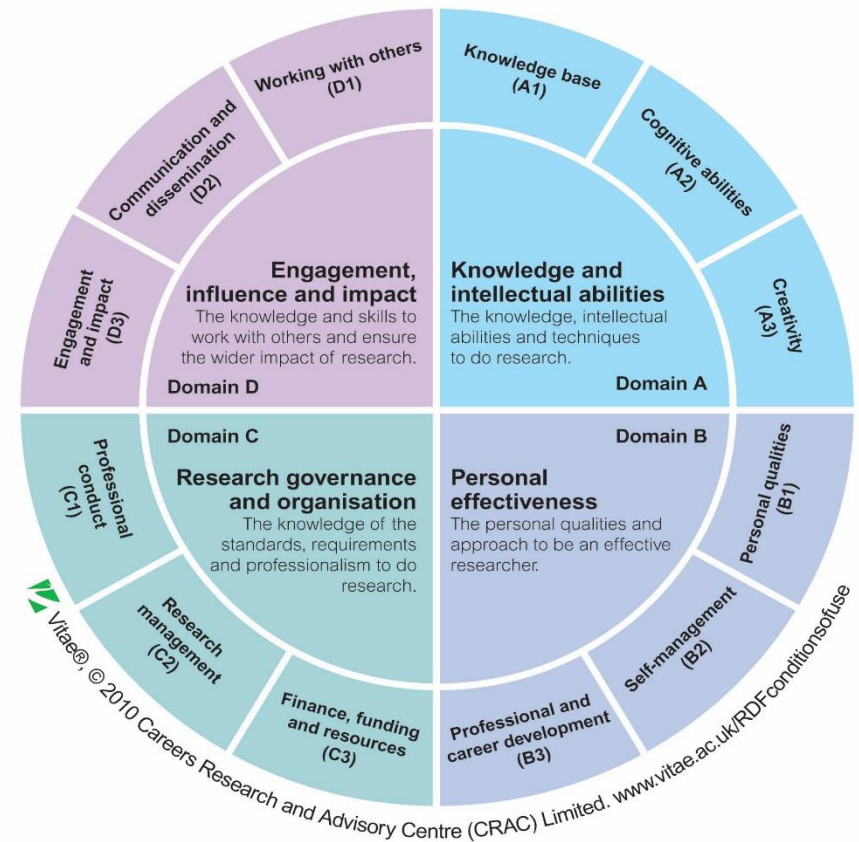 Working with others
(D1)
Knowledge base
(A1)
Communication and
dissemination
(D2)
Cognitive abilities
(A2)
Engagement
and impact
(D3)
Creativity
(A3)
Engagement,
influence and impact
The knowledge and skills to
work with others and ensure
the wider impact of research.
Domain D
Knowledge and
intellectual abilities
The knowledge, intellectual
abilities and techniques
to do research.
Domain A
Domain C
Research governance
and organisation
The knowledge of the
standards, requirements
and professionalism to do
research.
Domain B
Personal
effectiveness
The personal qualities and
approach to be an effective
researcher.
Professional
conduct
(C1)
Personal qualities
(B1)
Research
management
(C2)
Self-management
(B2)
Finance, funding
and resources
(C3)
Professional and
career development
(B3)
Vitae®, © 2010 Careers Research and Advisory Centre (CRAC) Limited. www.vitae.ac.uk/RDFconditionsofuse